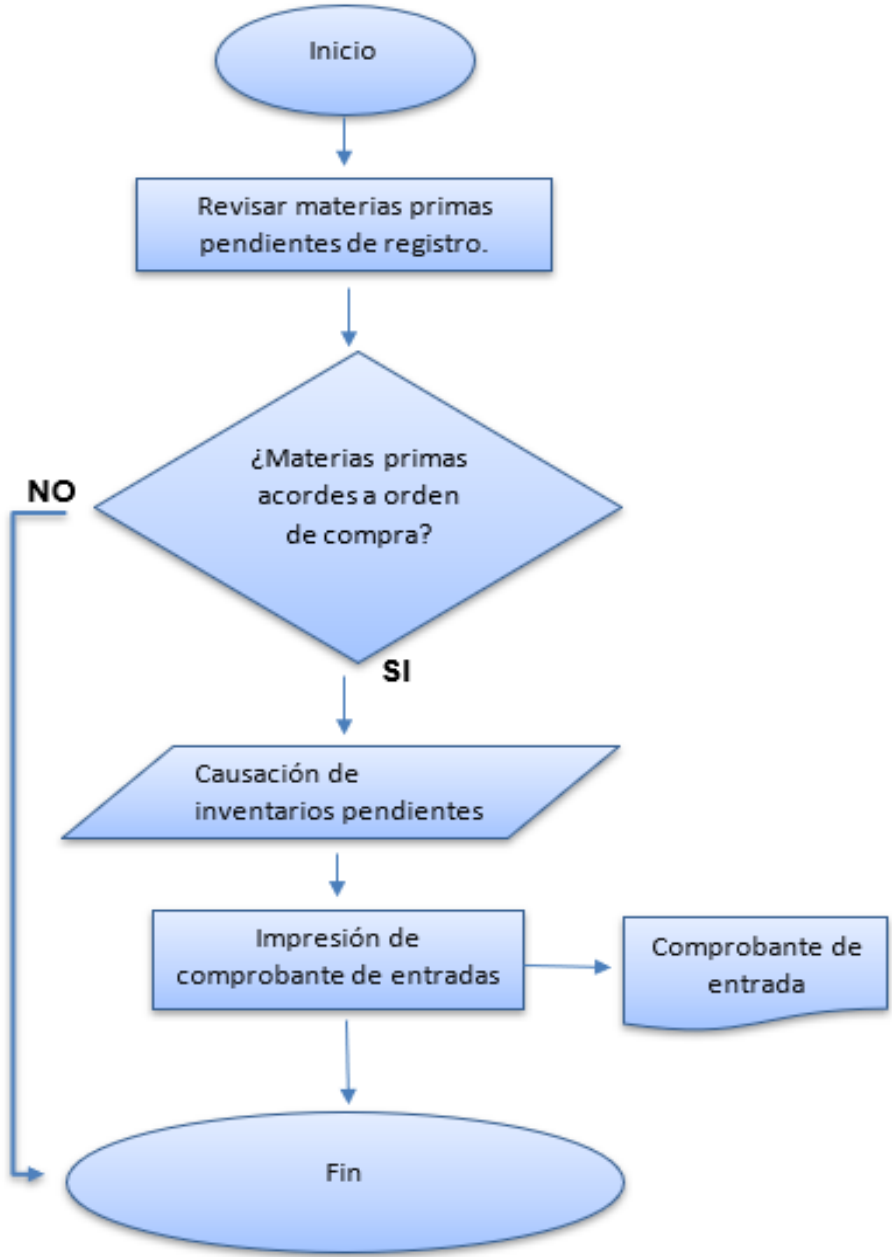 Inicio
Revisar materias primas
pendientes de registro.
¿Materias primas
acordes a orden
de compra?
NO
SI
Causación de
inventarios pendientes
Impresión de
comprobante de entradas
Comprobante de
entrada
Fin